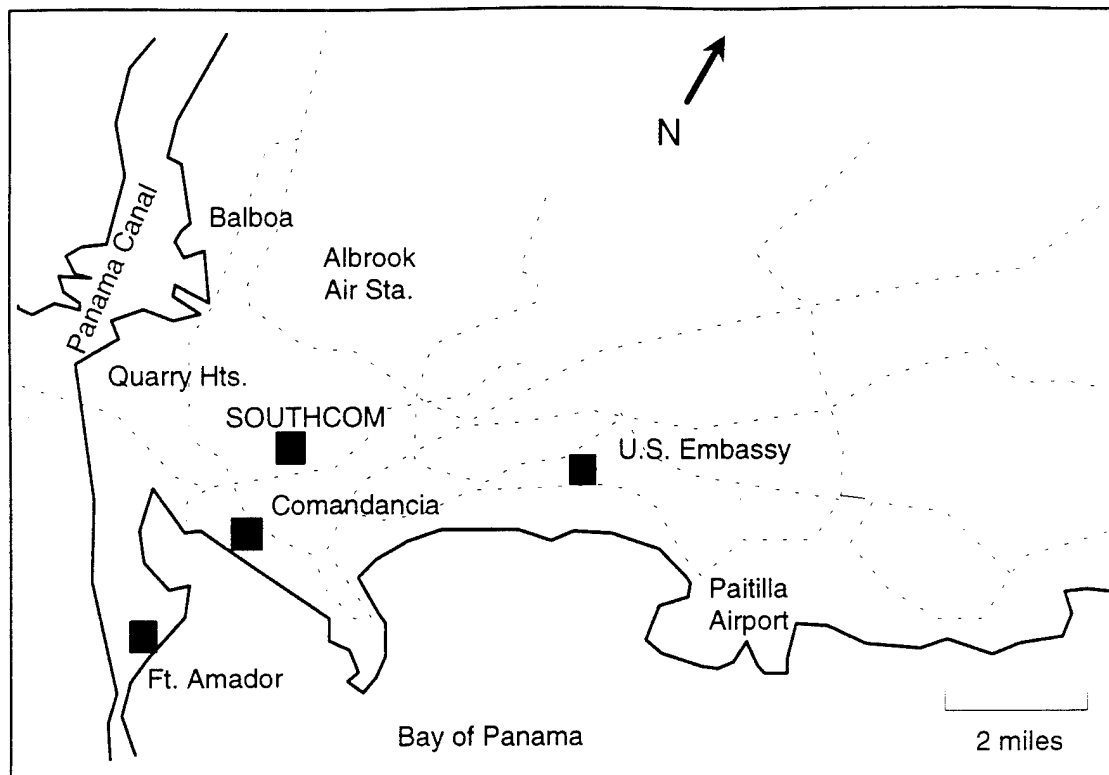 N
Balboa
Panama Canal
Albrook
Air Sta.
Quarry Hts.
SOUTHCOM
U.S. Embassy
Comandancia
Paitilla
Airport
Ft. Amador
Bay of Panama
2 miles